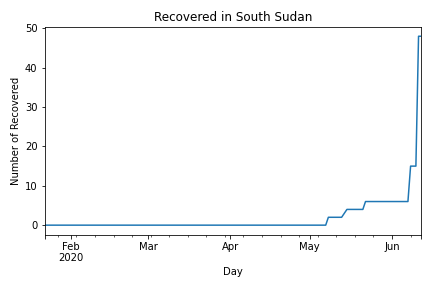 Recovered in South Sudan
Number of Recovered
50
40
30
20
10
0
Feb
2020
Mar
Apr
May
Jun
Day